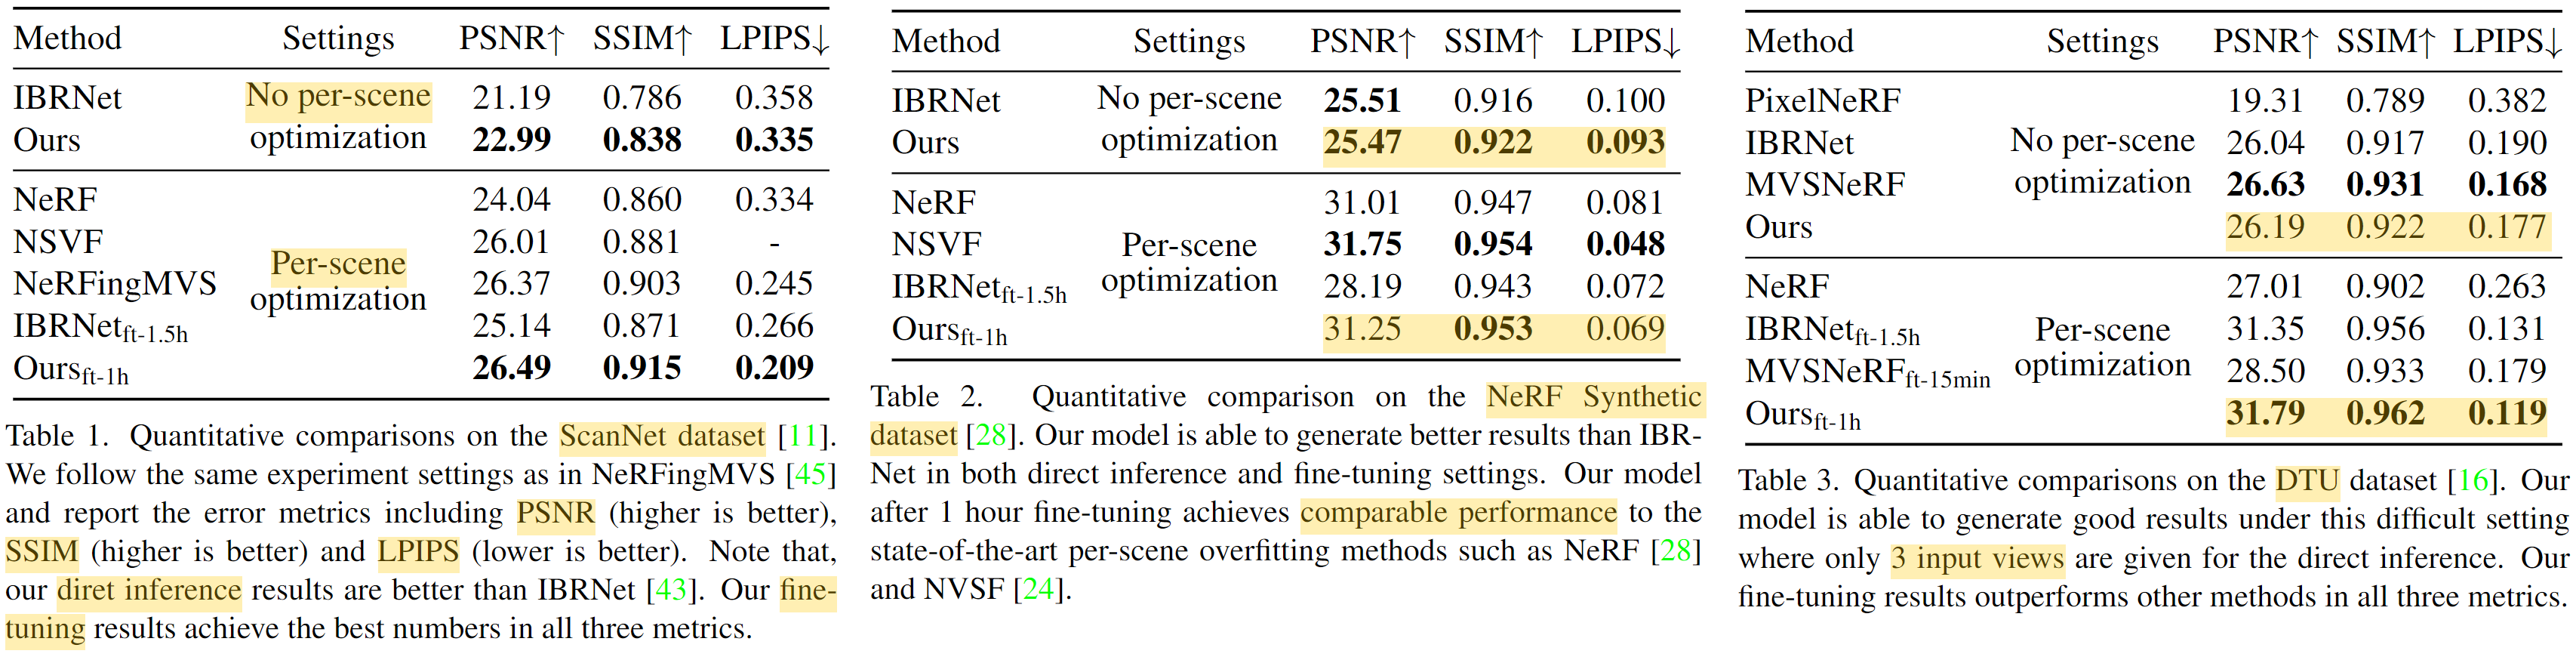 Method Settings PSNR↑ SSIM↑ LPIPS↓
IBRNet No per-scene 21.19 0.786 0.358
Ours optimization 22.99 0.838 0.335
NeRF 24.04 0.860 0.334
NSVF 26.01 0.881 -
Per-scene
NeRFingMVS 26.37 0.903 0.245
optimization
IBRNetft-1.5h 25.14 0.871 0.266
Oursft-1h 26.49 0.915 0.209
Table 1. Quantitative comparisons on the ScanNet dataset [11].
We follow the same experiment settings as in NeRFingMVS [45]
and report the error metrics including PSNR (higher is better),
SSIM (higher is better) and LPIPS (lower is better). Note that,
our diret inference results are better than IBRNet [43]. Our fine-
tuning results achieve the best numbers in all three metrics.
Method Settings PSNR↑ SSIM↑ LPIPS↓
IBRNet No per-scene 25.51 0.916 0.100
Ours optimization 25.47 0.922 0.093
NeRF 31.01 0.947 0.081
NSVF Per-scene 31.75 0.954 0.048
IBRNetft-1.5h optimization 28.19 0.943 0.072
Oursft-1h 31.25 0.953 0.069
Table 2. Quantitative comparison on the NeRF Synthetic
dataset [28]. Our model is able to generate better results than IBR-
Net in both direct inference and fine-tuning settings. Our model
after 1 hour fine-tuning achieves comparable performance to the
state-of-the-art per-scene overfitting methods such as NeRF [28]
and NVSF [24].
Method Settings PSNR↑ SSIM↑ LPIPS↓
PixelNeRF 19.31 0.789 0.382
IBRNet No per-scene 26.04 0.917 0.190
MVSNeRF optimization 26.63 0.931 0.168
Ours 26.19 0.922 0.177
NeRF 27.01 0.902 0.263
IBRNetft-1.5h Per-scene 31.35 0.956 0.131
MVSNeRFft-15min optimization 28.50 0.933 0.179
Oursft-1h 31.79 0.962 0.119
Table 3. Quantitative comparisons on the DTU dataset [16]. Our
model is able to generate good results under this difficult setting
where only 3 input views are given for the direct inference. Our
fine-tuning results outperforms other methods in all three metrics.